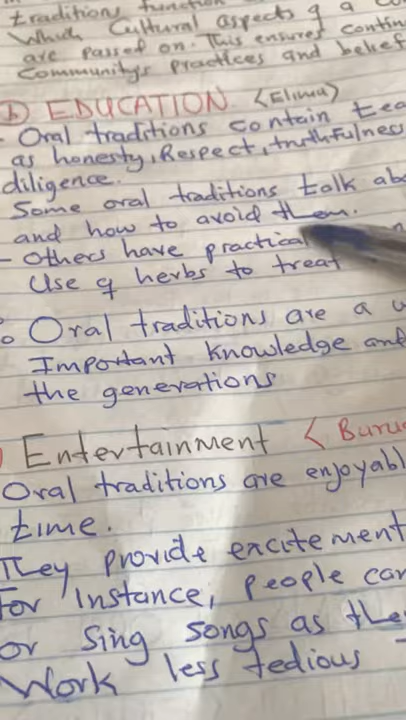 traditions function
which Cultural aspects of a
are passed on. This ensures contin
Community's practices and belief
b) EDUCATION <Elimu>
- Oral traditions contain tea
as honesty, Respect, truthfulness
diligence.
Some oral traditions talk ab
and how to avoid them.
- Others have practical
Use of herbs to treat
Oral traditions are a
Important knowledge and
the generations
Entertainment < Buru
Oral traditions are enjoyabl
time.
They provide excitement
For instance, people can
or Sing songs as the
Work less tedious -